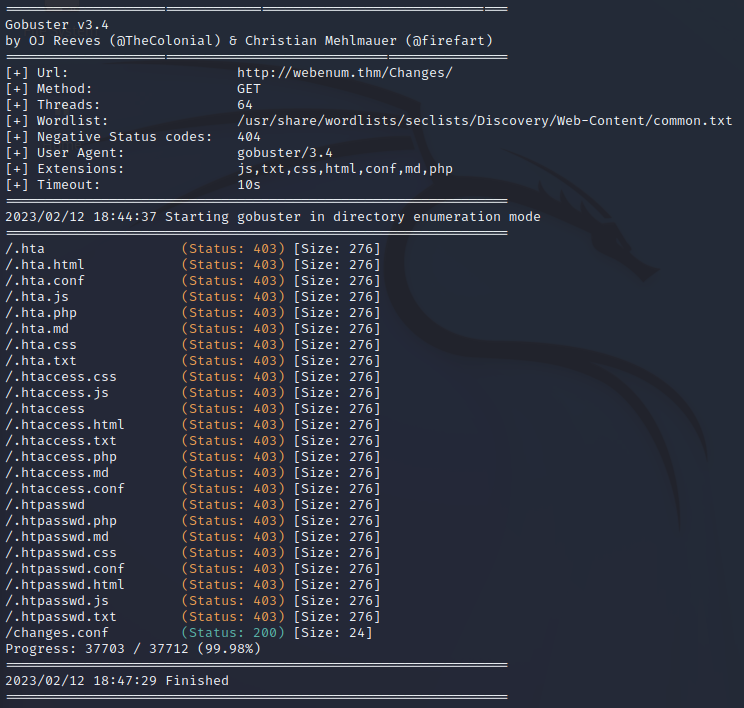 ===============================================================
Gobuster v3.4
by OJ Reeves (@TheColonial) & Christian Mehlmauer (@firefart)
===============================================================
[+] Url:                     http://webenum.thm/Changes/
[+] Method:                  GET
[+] Threads:                 64
[+] Wordlist:                /usr/share/wordlists/seclists/Discovery/Web-Content/common.txt
[+] Negative Status codes:   404
[+] User Agent:              gobuster/3.4
[+] Extensions:              js,txt,css,html,conf,md,php
[+] Timeout:                 10s
===============================================================
2023/02/12 18:44:37 Starting gobuster in directory enumeration mode
===============================================================
/.hta                 (Status: 403) [Size: 276]
/.hta.html            (Status: 403) [Size: 276]
/.hta.conf            (Status: 403) [Size: 276]
/.hta.js              (Status: 403) [Size: 276]
/.hta.php             (Status: 403) [Size: 276]
/.hta.md              (Status: 403) [Size: 276]
/.hta.css             (Status: 403) [Size: 276]
/.hta.txt             (Status: 403) [Size: 276]
/.htaccess.css        (Status: 403) [Size: 276]
/.htaccess.js         (Status: 403) [Size: 276]
/.htaccess            (Status: 403) [Size: 276]
/.htaccess.html       (Status: 403) [Size: 276]
/.htaccess.txt        (Status: 403) [Size: 276]
/.htaccess.php        (Status: 403) [Size: 276]
/.htaccess.md         (Status: 403) [Size: 276]
/.htaccess.conf       (Status: 403) [Size: 276]
/.htpasswd            (Status: 403) [Size: 276]
/.htpasswd.php        (Status: 403) [Size: 276]
/.htpasswd.md         (Status: 403) [Size: 276]
/.htpasswd.css        (Status: 403) [Size: 276]
/.htpasswd.conf       (Status: 403) [Size: 276]
/.htpasswd.html       (Status: 403) [Size: 276]
/.htpasswd.js         (Status: 403) [Size: 276]
/.htpasswd.txt        (Status: 403) [Size: 276]
/changes.conf         (Status: 200) [Size: 24]
Progress: 37703 / 37712 (99.98%)
===============================================================
2023/02/12 18:47:29 Finished
===============================================================